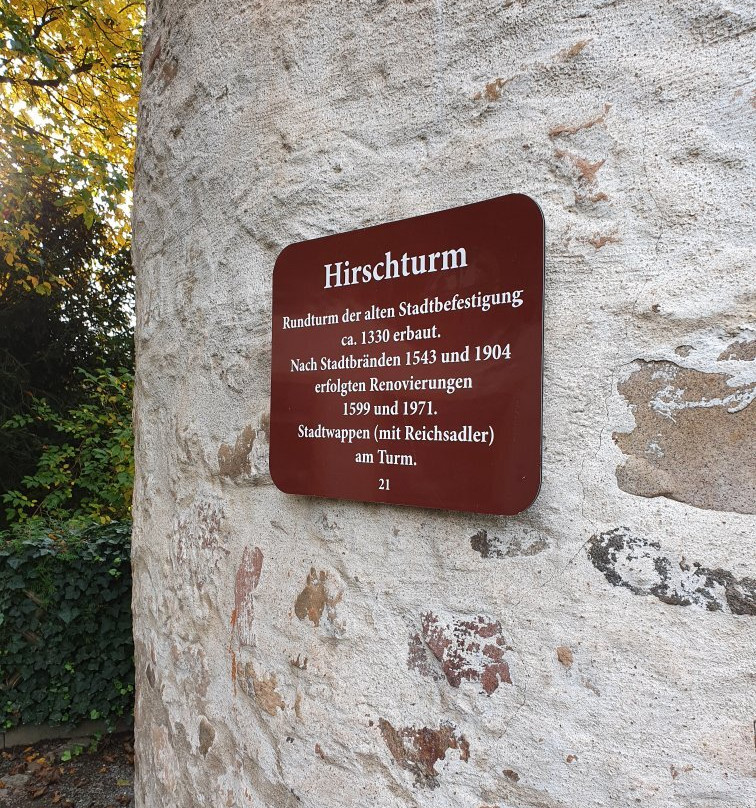 Hirschturm
Rundturm der alten Stadtbefestigung
ca. 1330 erbaut.
Nach Stadtbränden 1543 und 1904
erfolgten Renovierungen
1599 und 1971.
Stadtwappen (mit Reichsadler)
am Turm.
21